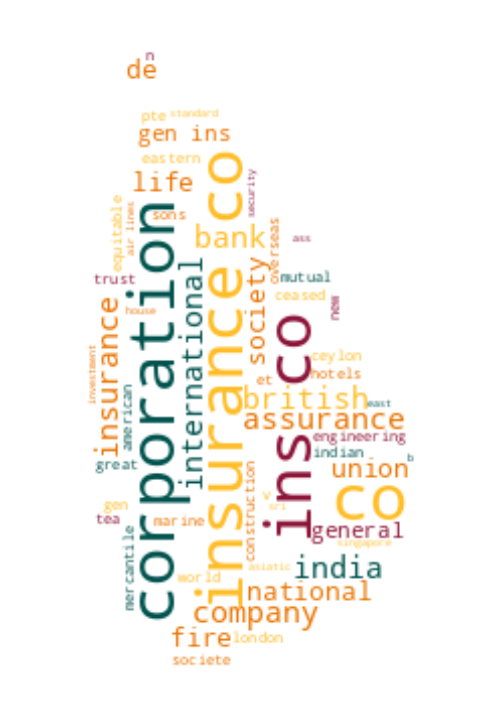 n
de
pte standard
gen ins
eastern
life
security
equitable
air lines
sons
bank
overseas
ass
corporation
insurance co
international
society
trust
mutual
ceased
new
house
insurance
ins co
investment
american
ceylon
et hotels
british
east
assurance
engineering
great
indian
b
union
construction
co
gen
v
sri
tea
marine
general
mercantile
singapore
asiatic
india
world
national
company
fire london
societe